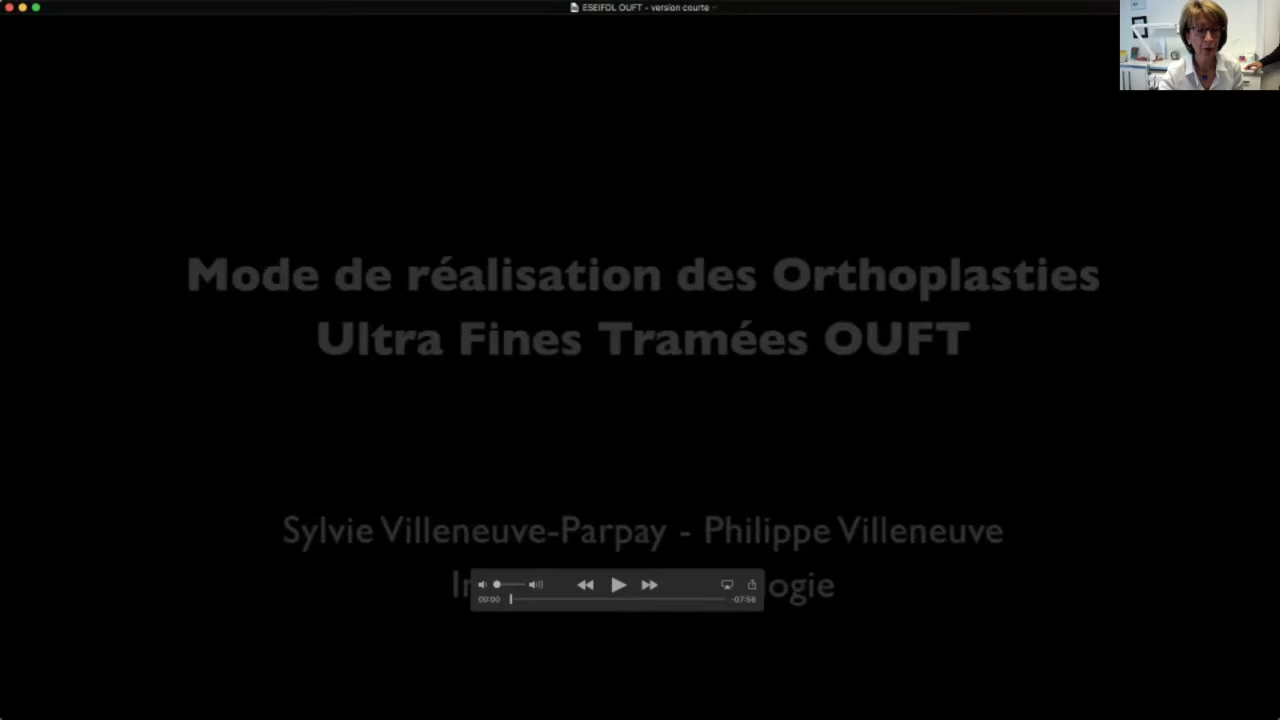 ESEIFDL OUFT - version courte
Mode de réalisation des Orthoplasties
Ultra Fines Tramées OUFT
Sylvie Villeneuve-Parpay - Philippe Villeneuve
00:00
-07:56